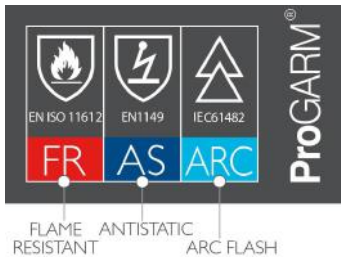 EN ISO 11612 EN1149 IEC61482
FR AS ARC
ProGARM®
FLAME RESISTANT
ANTISTATIC
ARC FLASH